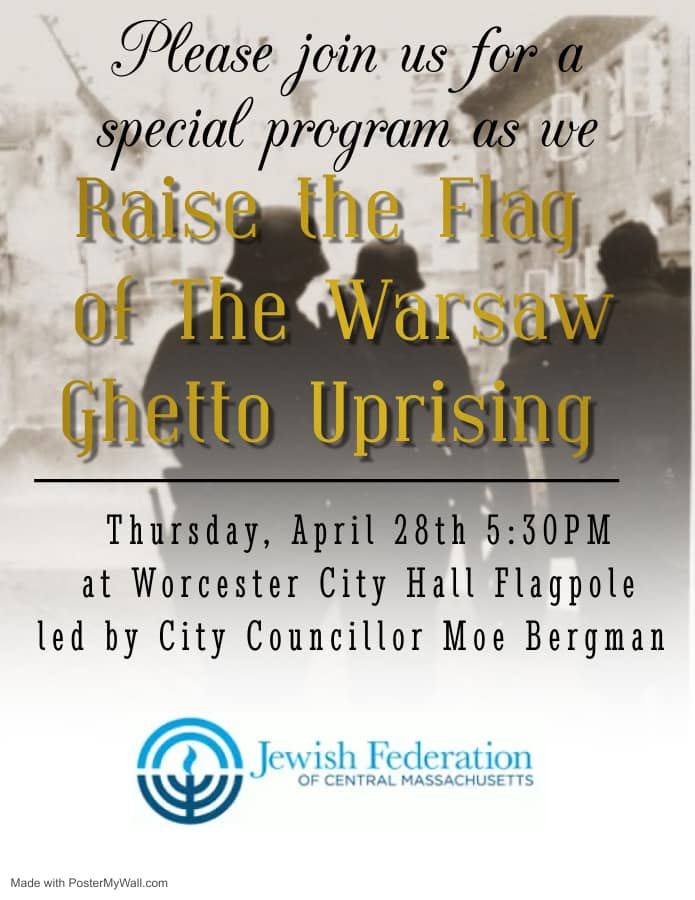 Please join us for a
special program as we
Raise the Flag
of The Warsaw
Ghetto Uprising
Thursday, April 28th 5:30PM
at Worcester City Hall Flagpole
led by City Councillor Moe Bergman
Jewish Federation
OF CENTRAL MASSACHUSETTS
Made with PosterMyWall.com